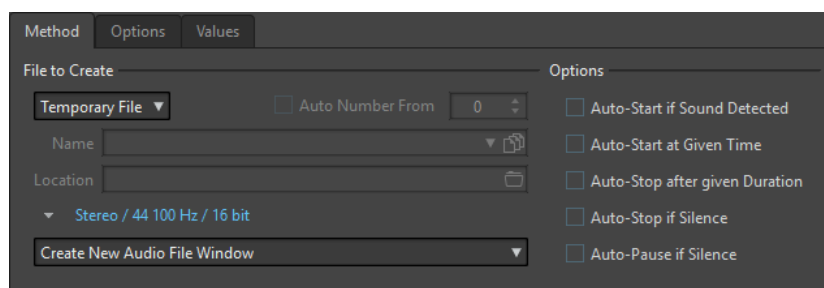 Method Options Values
File to Create
Temporary File
Auto Number From 0
Name
Location
Stereo / 44 100 Hz / 16 bit
Create New Audio File Window
Options
Auto-Start if Sound Detected
Auto-Start at Given Time
Auto-Stop after given Duration
Auto-Stop if Silence
Auto-Pause if Silence